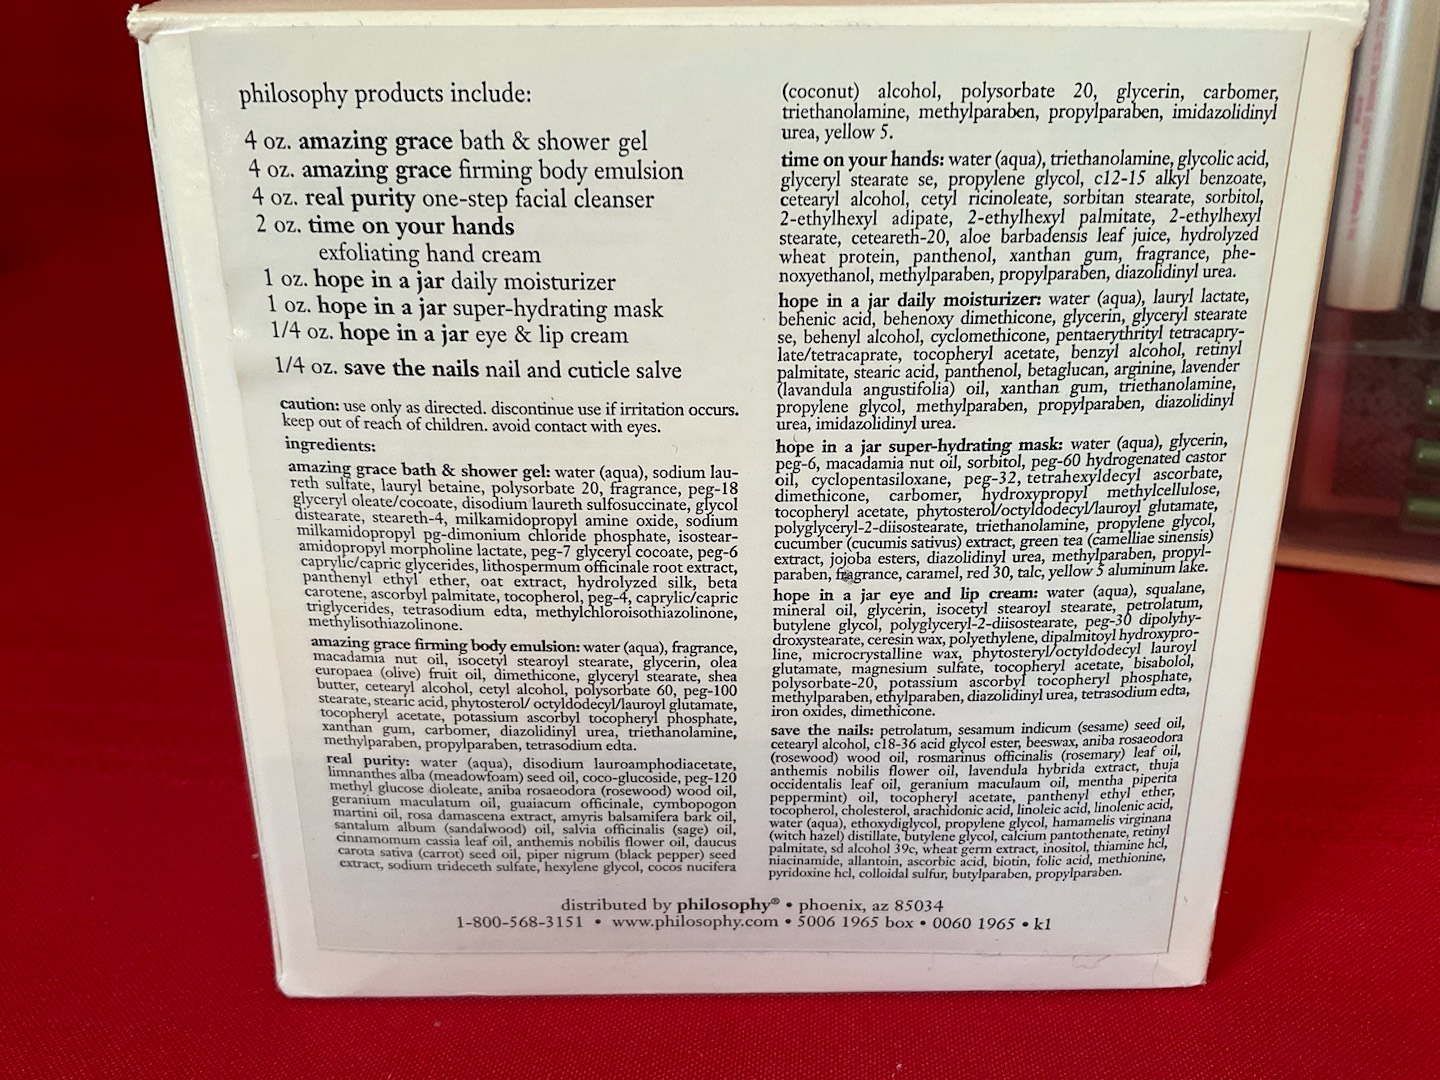 philosophy products include:
4 oz. amazing grace bath & shower gel
4 oz. amazing grace firming body emulsion
4 oz. real purity one-step facial cleanser
2 oz. time on your hands
exfoliating hand cream
1 oz. hope in a jar daily moisturizer
1 oz. hope in a jar super-hydrating mask
1/4 oz. hope in a jar eye & lip cream
1/4 oz. save the nails nail and cuticle salve
caution: use only as directed. discontinue use if irritation occurs.
keep out of reach of children. avoid contact with eyes.
ingredients:
amazing grace bath & shower gel: water (aqua), sodium lau-
reth sulfate, lauryl betaine, polysorbate 20, fragrance, peg-18
glyceryl oleate/cocoate, disodium laureth sulfosuccinate, glycol
distearate, steareth-4, milkamidopropyl amine oxide, sodium
milkamidopropyl pg-dimonium chloride phosphate, isostear-
amidopropyl morpholine lactate, peg-7 glyceryl cocoate, peg-6
caprylic/capric glycerides, lithospermum officinale root extract,
panthenyl ethyl ether, oat extract, hydrolyzed silk, beta
carotene, ascorbyl palmitate, tocopherol, peg-4, caprylic/capric
triglycerides, tetrasodium edta, methylchloroisothiazolinone,
methylisothiazolinone.
amazing grace firming body emulsion: water (aqua), fragrance,
macadamia nut oil, isocetyl stearoyl stearate, glycerin, olea
europaea (olive) fruit oil, dimethicone, glyceryl stearate, shea
butter, cetearyl alcohol, cetyl alcohol, polysorbate 60, peg-100
stearate, stearic acid, phytosterol/ octyldodecyl/lauroyl glutamate,
tocopheryl acetate, potassium ascorbyl tocopheryl phosphate,
xanthan gum, carbomer, diazolidinyl urea, triethanolamine,
methylparaben, propylparaben, tetrasodium edta.
real purity: water (aqua), disodium lauroamphodiacetate,
limnanthes alba (meadowfoam) seed oil, coco-glucoside, peg-120
methyl glucose dioleate, aniba rosaeodora (rosewood) wood oil,
geranium maculatum oil, guaiacum officinale, cymbopogon
martini oil, rosa damascena extract, amyris balsamifera bark oil,
santalum album (sandalwood) oil, salvia officinalis (sage) oil,
cinnamomum cassia leaf oil, anthemis nobilis flower oil, daucus
carota sativa (carrot) seed oil, piper nigrum (black pepper) seed
extract, sodium trideceth sulfate, hexylene glycol, cocos nucifera
(coconut) alcohol, polysorbate 20, glycerin, carbomer,
triethanolamine, methylparaben, propylparaben, imidazolidinyl
urea, yellow 5.
time on your hands: water (aqua), triethanolamine, glycolic acid,
glyceryl stearate se, propylene glycol, c12-15 alkyl benzoate,
cetearyl alcohol, cetyl ricinoleate, sorbitan stearate, sorbitol,
2-ethylhexyl adipate, 2-ethylhexyl palmitate, 2-ethylhexyl
stearate, ceteareth-20, aloe barbadensis leaf juice, hydrolyzed
wheat protein, panthenol, xanthan gum, fragrance, phe-
noxyethanol, methylparaben, propylparaben, diazolidinyl urea.
hope in a jar daily moisturizer: water (aqua), lauryl lactate,
behenic acid, behenoxy dimethicone, glycerin, glyceryl stearate
se, behenyl alcohol, cyclomethicone, pentaerythrityl tetracapry-
late/tetracaprate, tocopheryl acetate, benzyl alcohol, retinyl
palmitate, stearic acid, panthenol, betaglucan, arginine, lavender
(lavandula angustifolia) oil, xanthan gum, triethanolamine,
propylene glycol, methylparaben, propylparaben, diazolidinyl
urea, imidazolidinyl urea.
hope in a jar super-hydrating mask: water (aqua), glycerin,
peg-6, macadamia nut oil, sorbitol, peg-60 hydrogenated castor
oil, cyclopentasiloxane, peg-32, tetrahexyldecyl ascorbate,
dimethicone, carbomer, hydroxypropyl methylcellulose,
tocopheryl acetate, phytosterol/octyldodecyl/lauroyl glutamate,
polyglyceryl-2-diisostearate, triethanolamine, propylene glycol,
cucumber (cucumis sativus) extract, green tea (camelliae sinensis)
extract, jojoba esters, diazolidinyl urea, methylparaben, propyl-
paraben, fragrance, caramel, red 30, talc, yellow 5 aluminum lake.
hope in a jar eye and lip cream: water (aqua), squalane,
mineral oil, glycerin, isocetyl stearoyl stearate, petrolatum,
butylene glycol, polyglyceryl-2-diisostearate, peg-30 dipolyhy-
droxystearate, ceresin wax, polyethylene, dipalmitoyl hydroxypro-
line, microcrystalline wax, phytosteryl/octyldodecyl lauroyl
glutamate, magnesium sulfate, tocopheryl acetate, bisabolol,
polysorbate-20, potassium ascorbyl tocopheryl phosphate,
methylparaben, ethylparaben, diazolidinyl urea, tetrasodium edta,
iron oxides, dimethicone.
save the nails: petrolatum, sesamum indicum (sesame) seed oil,
cetearyl alcohol, c18-36 acid glycol ester, beeswax, aniba rosaeodora
(rosewood) wood oil, rosmarinus officinalis (rosemary) leaf oil,
anthemis nobilis flower oil, lavendula hybrida extract, thuja
occidentalis leaf oil, geranium maculaum oil, mentha piperita
peppermint) oil, tocopheryl acetate, panthenyl ethyl ether,
tocopherol, cholesterol, arachidonic acid, linoleic acid, linolenic acid,
water (aqua), ethoxydiglycol, propylene glycol, hamamelis virginana
(witch hazel) distillate, butylene glycol, calcium pantothenate, retinyl
palmitate, sd alcohol 39c, wheat germ extract, inositol, thiamine hcl,
niacinamide, allantoin, ascorbic acid, biotin, folic acid, methionine,
pyridoxine hcl, colloidal sulfur, butylparaben, propylparaben.
distributed by philosophy® • phoenix, az 85034
1-800-568-3151 • www.philosophy.com • 5006 1965 box • 0060 1965 • k1